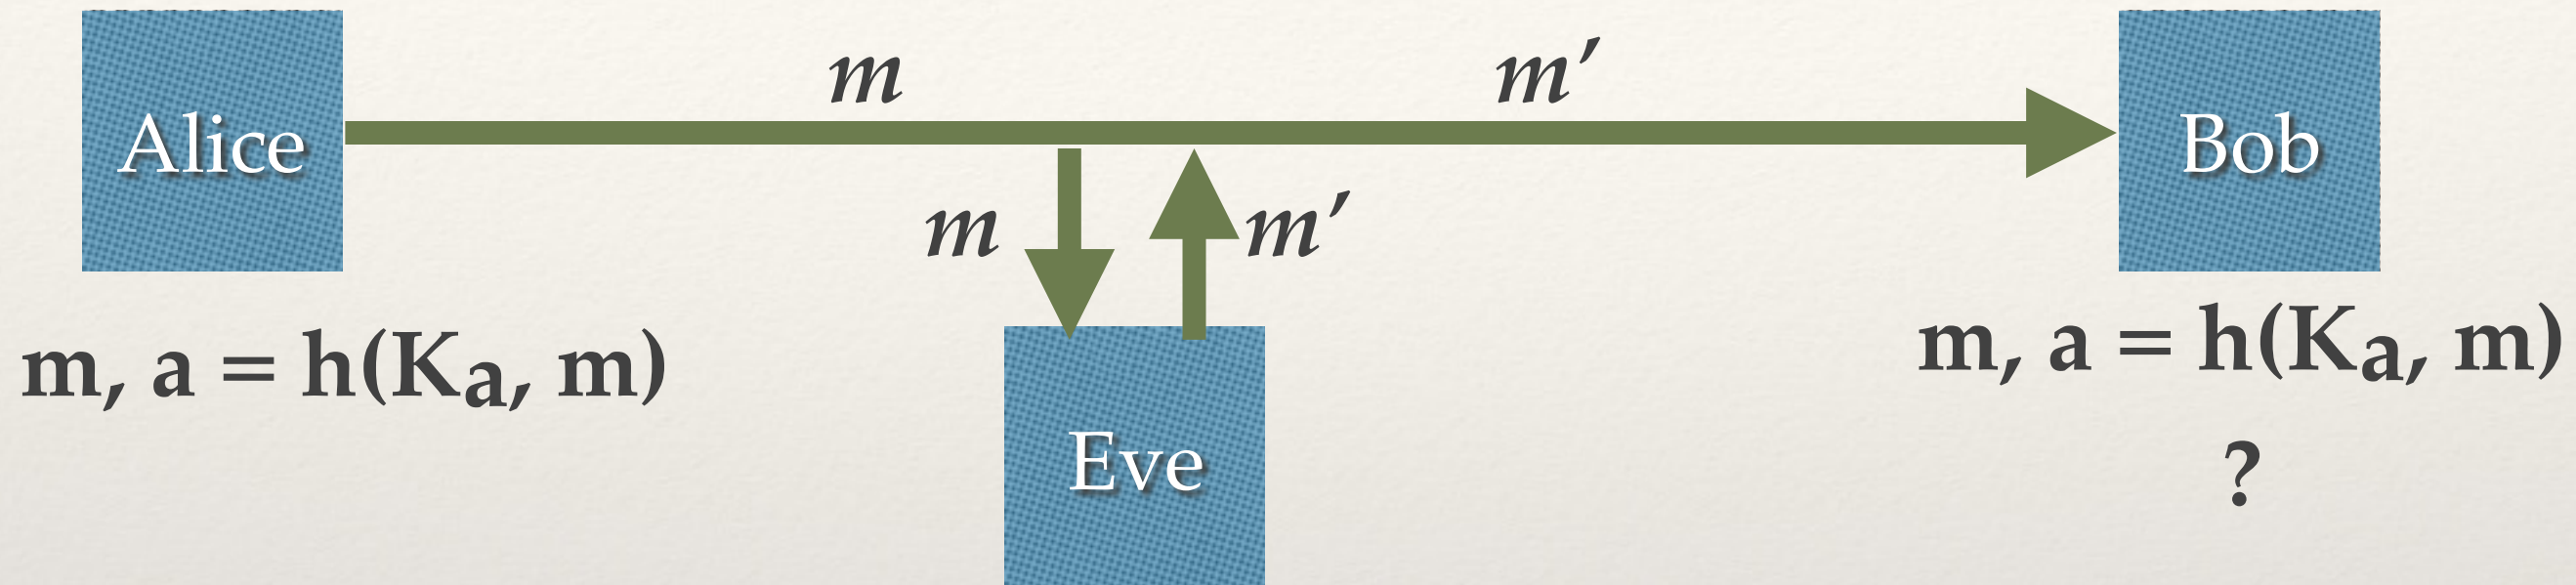 m m′
Alice Bob
m m′
m, a = h(Kₐ, m) m, a = h(Kₐ, m)
Eve ?